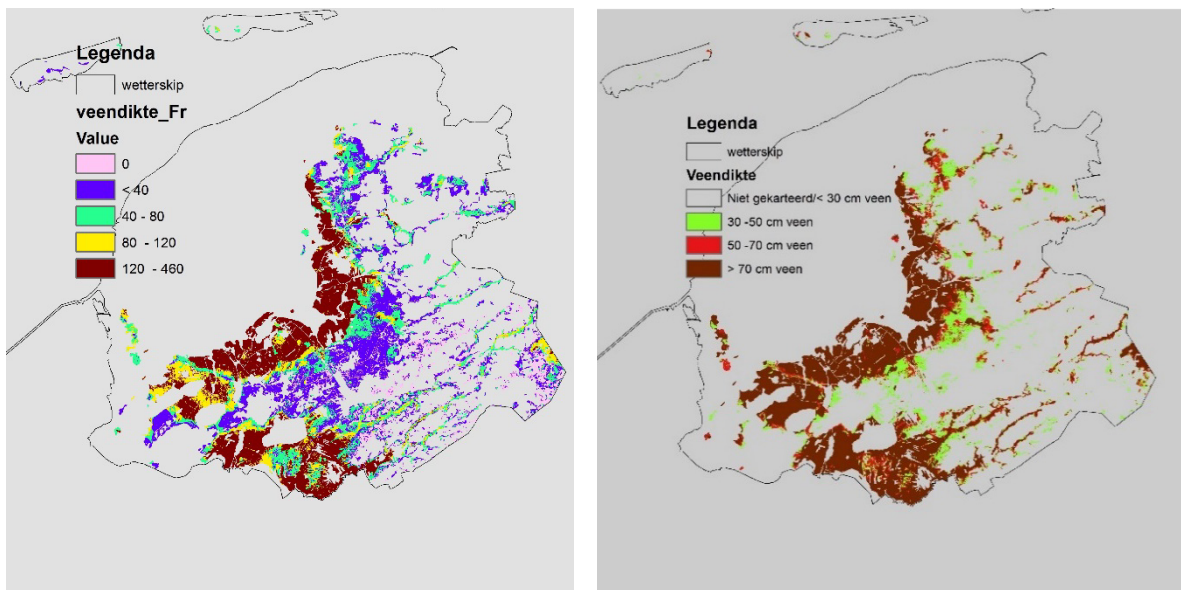 Legenda
wetterskip
veendikte_Fr
Value
0
< 40
40 - 80
80 - 120
120 - 460
Legenda
wetterskip
Veendikte
Niet gekarteerd/< 30 cm veen
30 -50 cm veen
50 -70 cm veen
> 70 cm veen